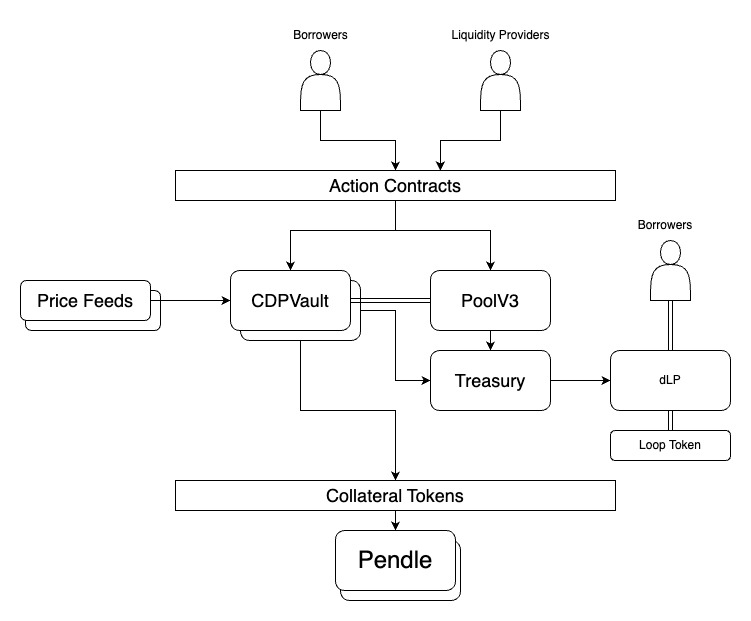 Borrowers
Liquidity Providers
Action Contracts
Borrowers
Price Feeds
CDPVault
PoolV3
Treasury
dLP
Loop Token
Collateral Tokens
Pendle